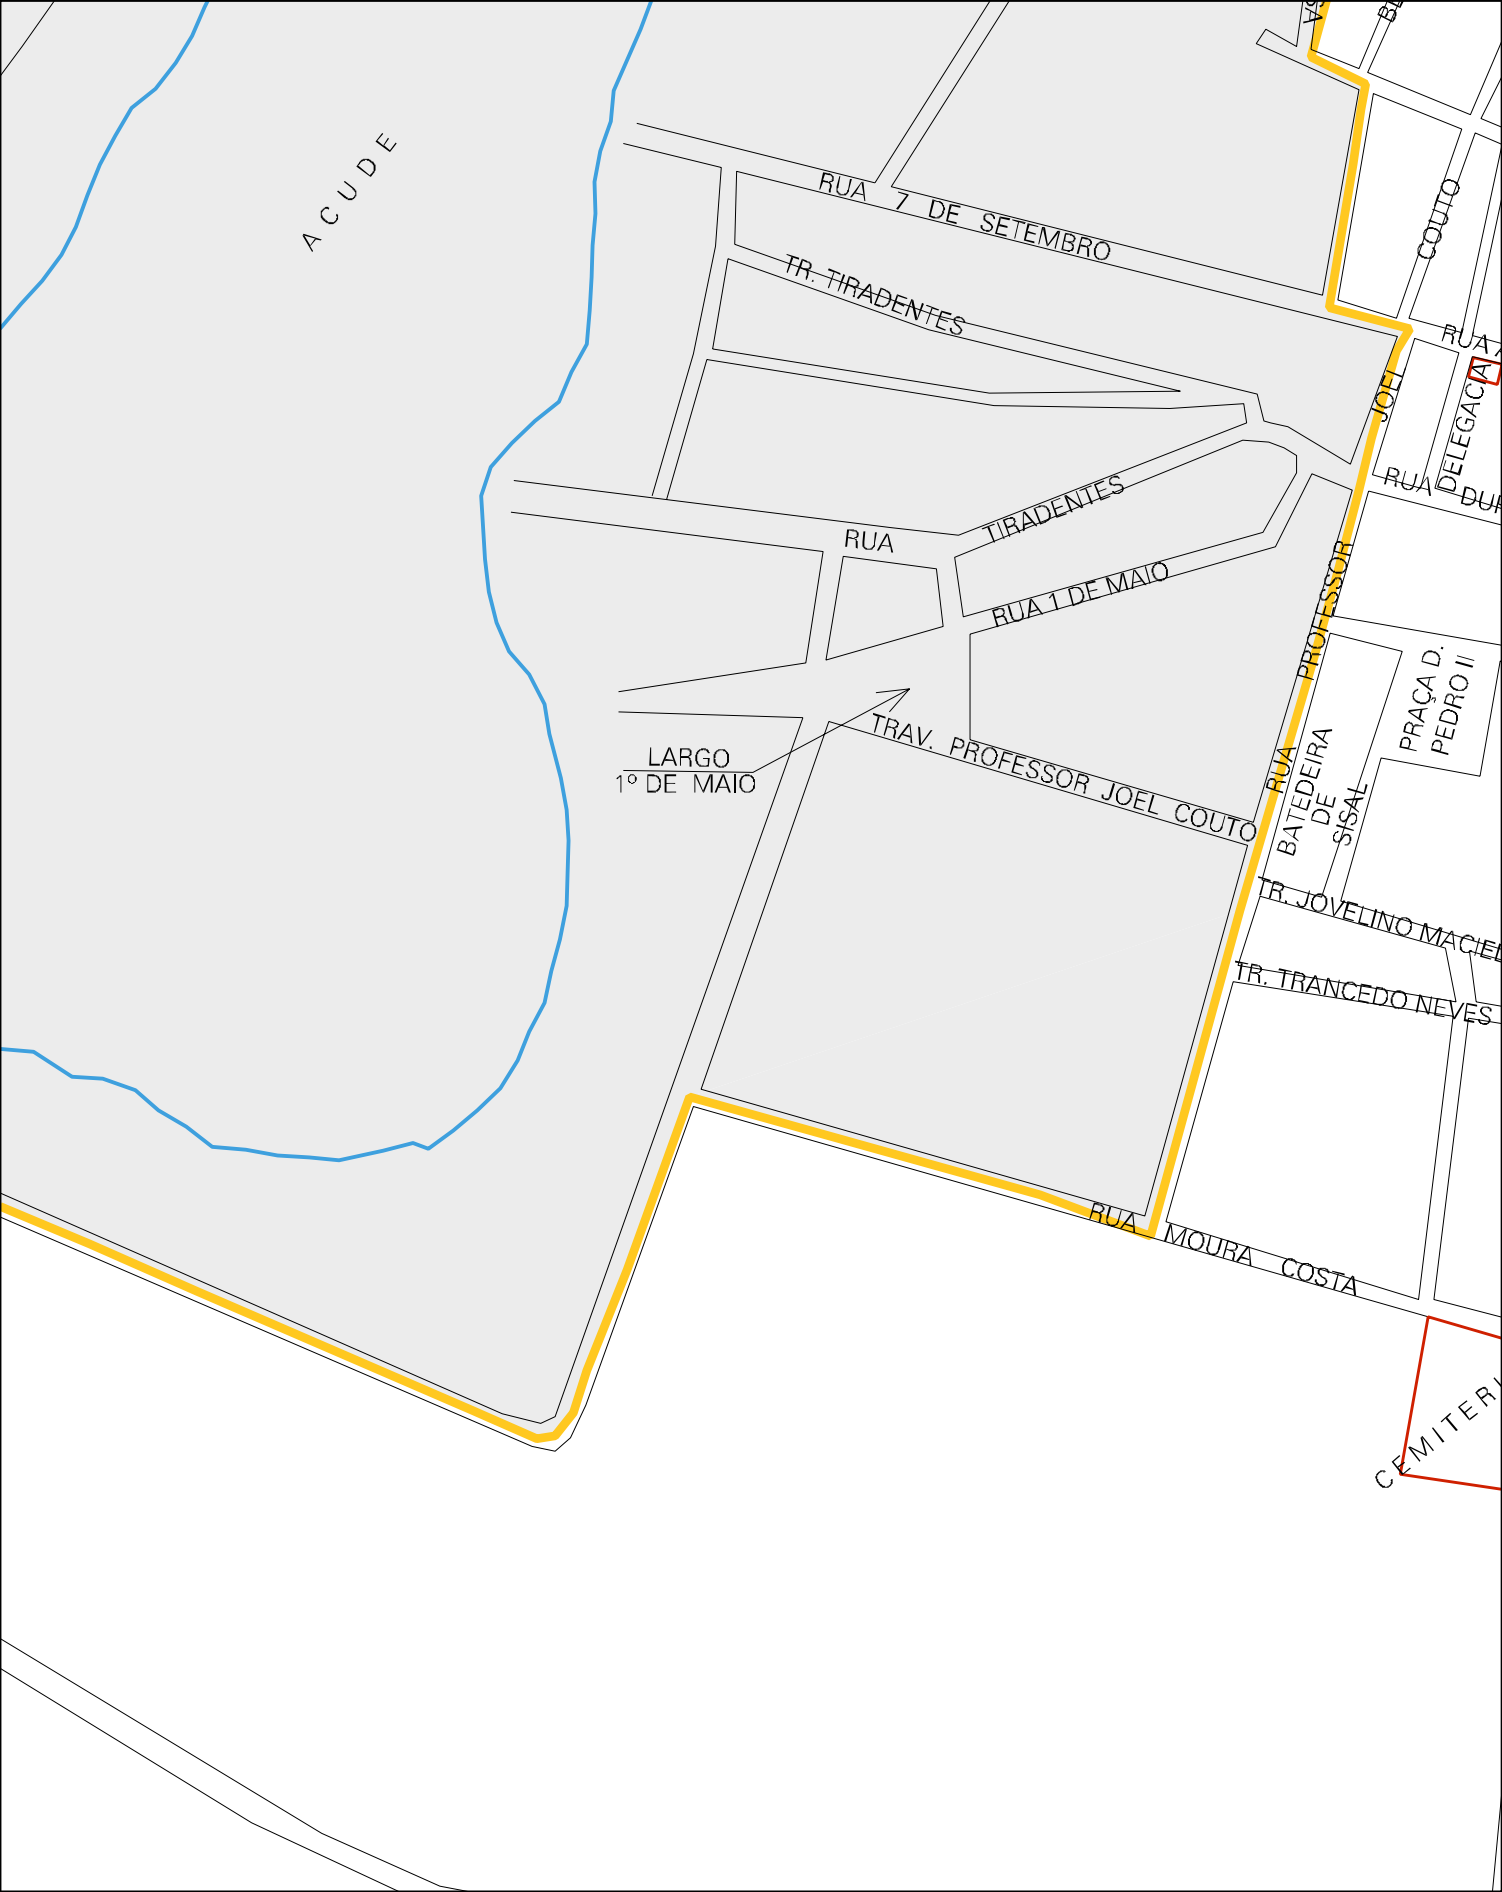 ACUDE
RUA 7 DE SETEMBRO
COUTO
TR. TIRADENTES
RUA
JOEL
DELEGACIA
RUA
TIRADENTES
RUA
PROFESSOR
RUA 1 DE MAIO
PRAÇA D.
PEDRO II
TRAV. PROFESSOR JOEL COUTO
LARGO
1º DE MAIO
RUA
BATEDEIRA
DE
SISAL
TR. JOVELINO MACIEL
TR. TRANCEDO NEVES
RUA MOURA COSTA
CEMITERI